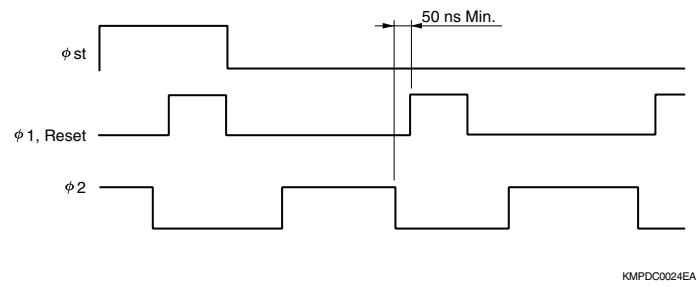 50 ns Min.
φ st
φ 1, Reset
φ 2
KMPDC0024EA